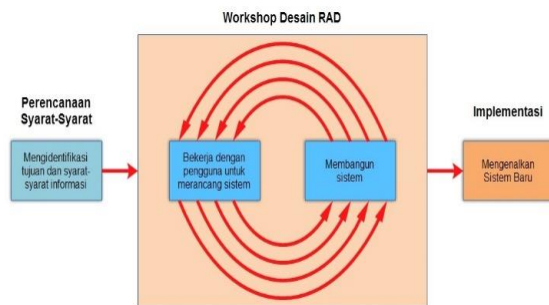 Workshop Desain RAD
Perencanaan
Syarat-Syarat
Mengidentifikasi
tujuan dan syarat-
syarat informasi
Bekerja dengan
pengguna untuk
merancang sistem
Membangun
sistem
Implementasi
Mengenalkan
Sistem Baru